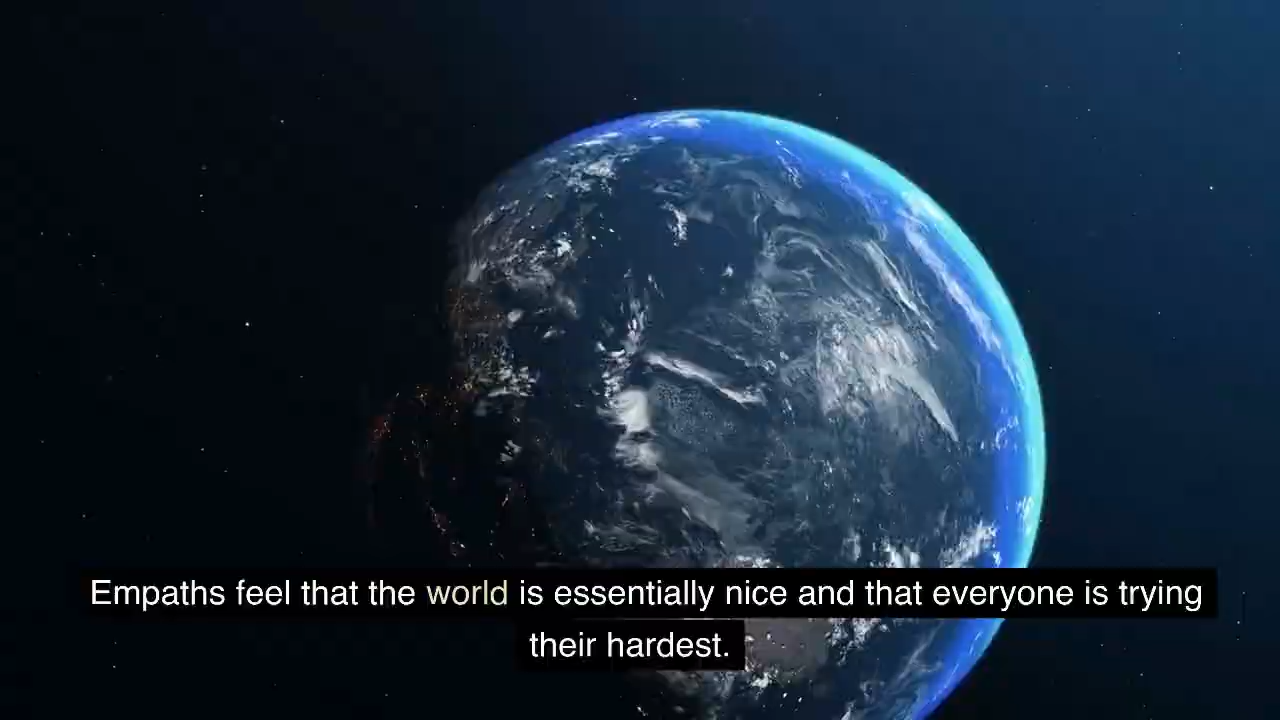 Empaths feel that the world is essentially nice and that everyone is trying
their hardest.